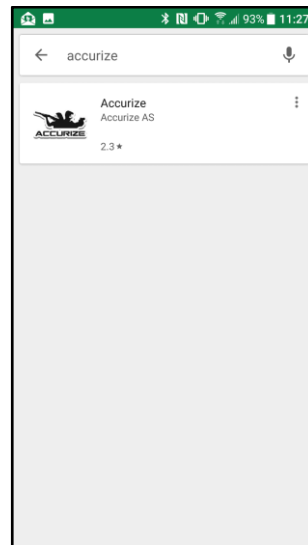 93% 11:27
accurize
ACCURIZE
Accurize
Accurize AS
2.3★